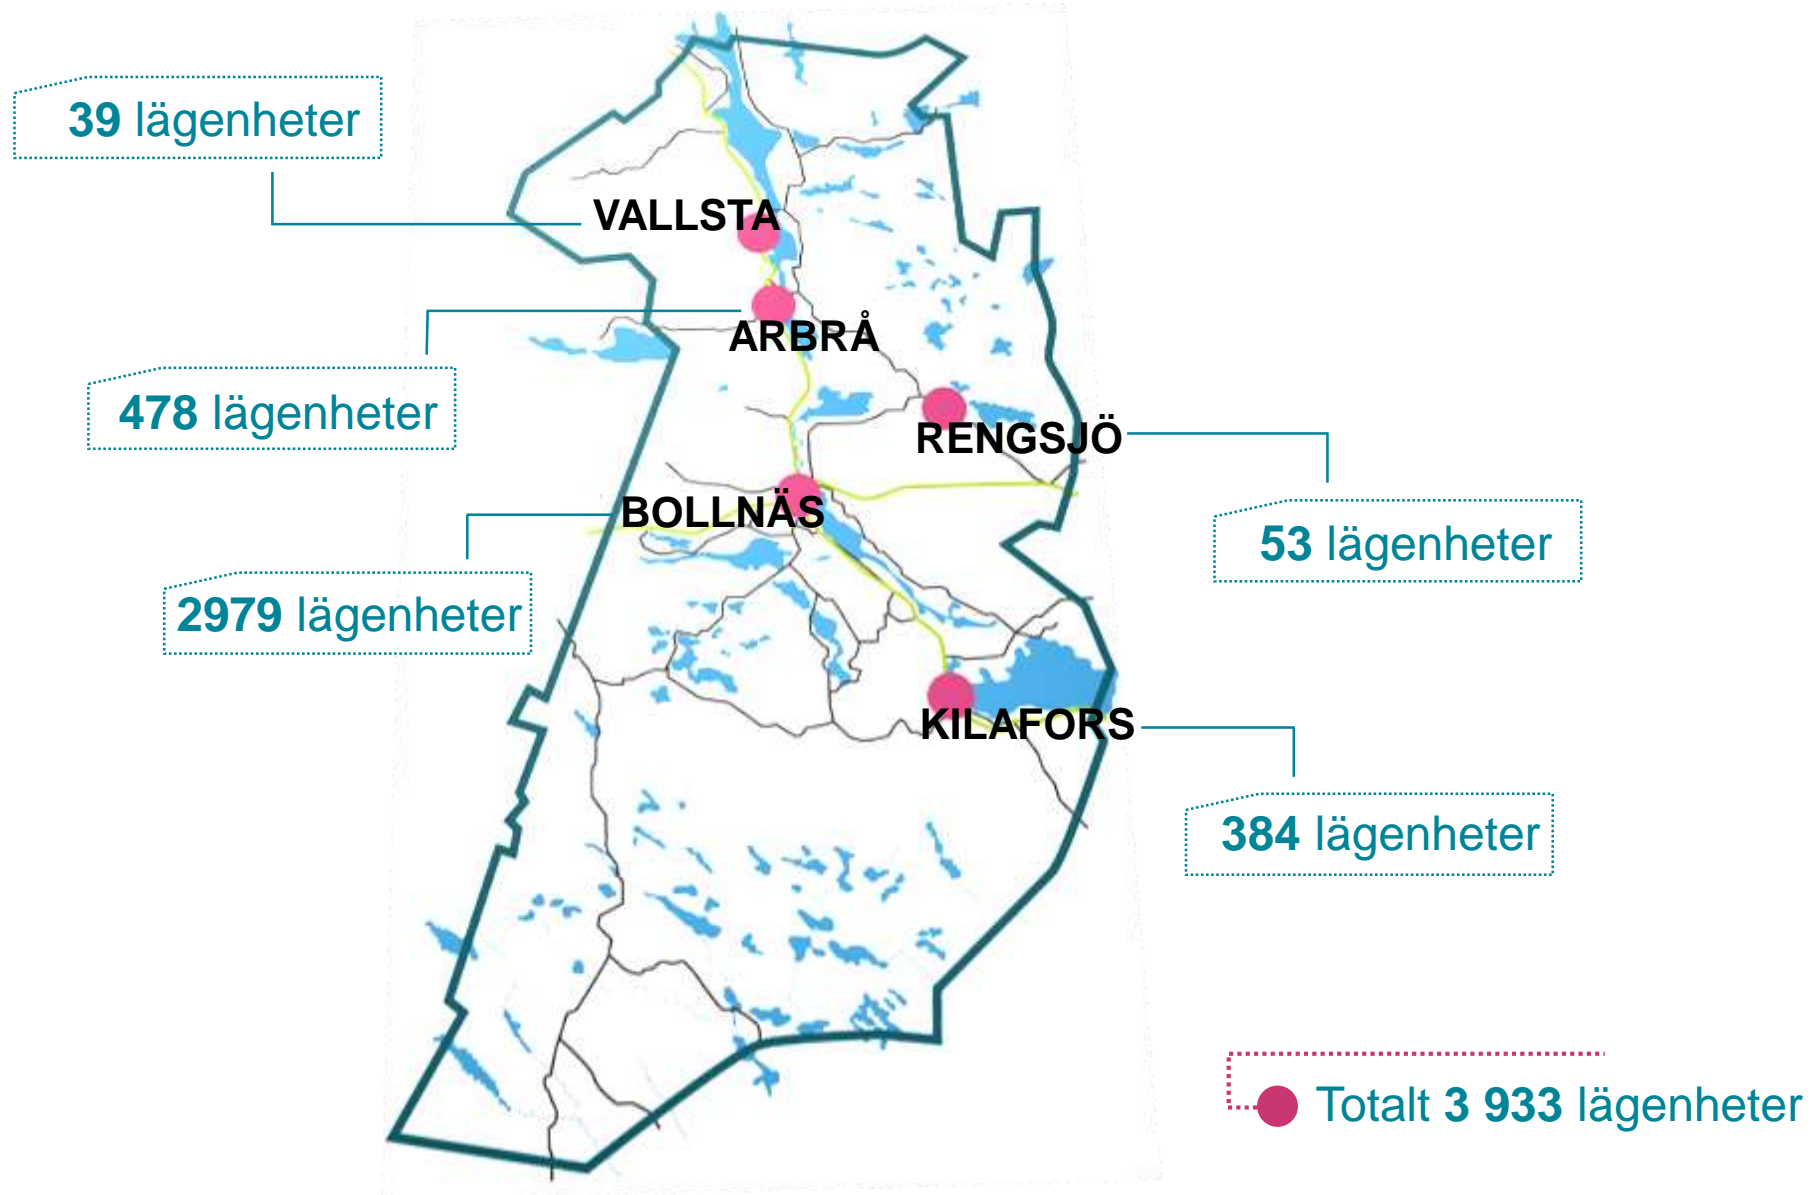 39 lägenheter
VALLSTA
ARBRÅ
478 lägenheter
RENGSJÖ
BOLLNÄS
53 lägenheter
2979 lägenheter
KILAFORS
384 lägenheter
Totalt 3 933 lägenheter